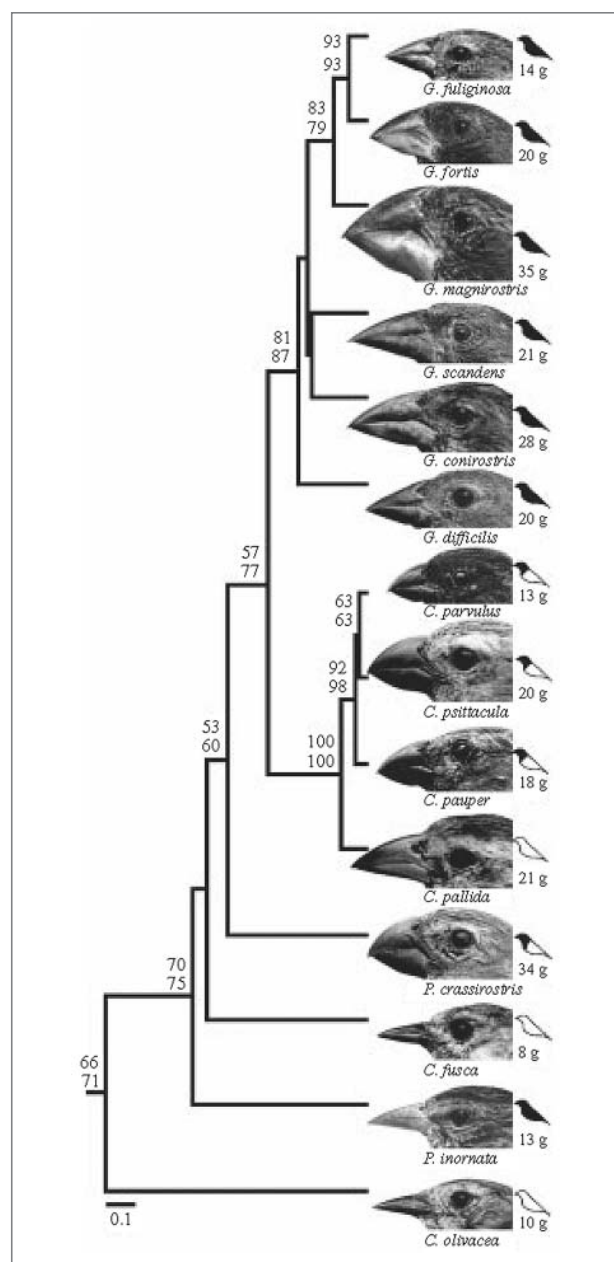 93
93
14 g
G. fuliginosa
83
79
20 g
G. fortis
35 g
G. magnirostris
81
87
21 g
G. scandens
28 g
G. conirostris
20 g
G. difficilis
57
77
63
63
13 g
C. parvulus
92
98
20 g
C. psittacula
53
60
100
100
18 g
C. pauper
21 g
C. pallida
34 g
P. crassirostris
70
75
8 g
C. fusca
66
71
13 g
P. inornata
0.1
10 g
C. olivacea